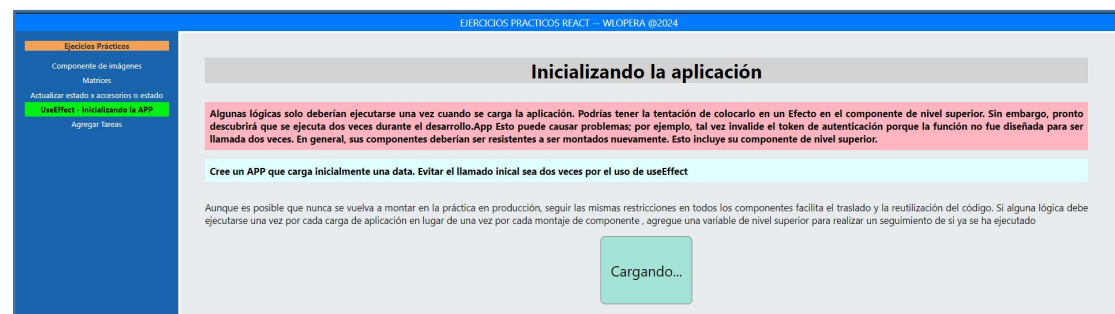 EJERCICIOS PRACTICOS REACT -- WLOPERA @2024
Ejecicios Prácticos
Componente de imágenes
Matrices
Actualizar estado x accesorios o estado
UseEffect - Inicializando la APP
Agregar Tareas
Inicializando la aplicación
Algunas lógicas solo deberían ejecutarse una vez cuando se carga la aplicación. Podrías tener la tentación de colocarlo en un Efecto en el componente de nivel superior. Sin embargo, pronto
descubrirá que se ejecuta dos veces durante el desarrollo.App Esto puede causar problemas; por ejemplo, tal vez invalide el token de autenticación porque la función no fue diseñada para ser
llamada dos veces. En general, sus componentes deberían ser resistentes a ser montados nuevamente. Esto incluye su componente de nivel superior.
Cree un APP que carga inicialmente una data. Evitar el llamado inical sea dos veces por el uso de useEffect
Aunque es posible que nunca se vuelva a montar en la práctica en producción, seguir las mismas restricciones en todos los componentes facilita el traslado y la reutilización del código. Si alguna lógica debe
ejecutarse una vez por cada carga de aplicación en lugar de una vez por cada montaje de componente , agregue una variable de nivel superior para realizar un seguimiento de si ya se ha ejecutado
Cargando...